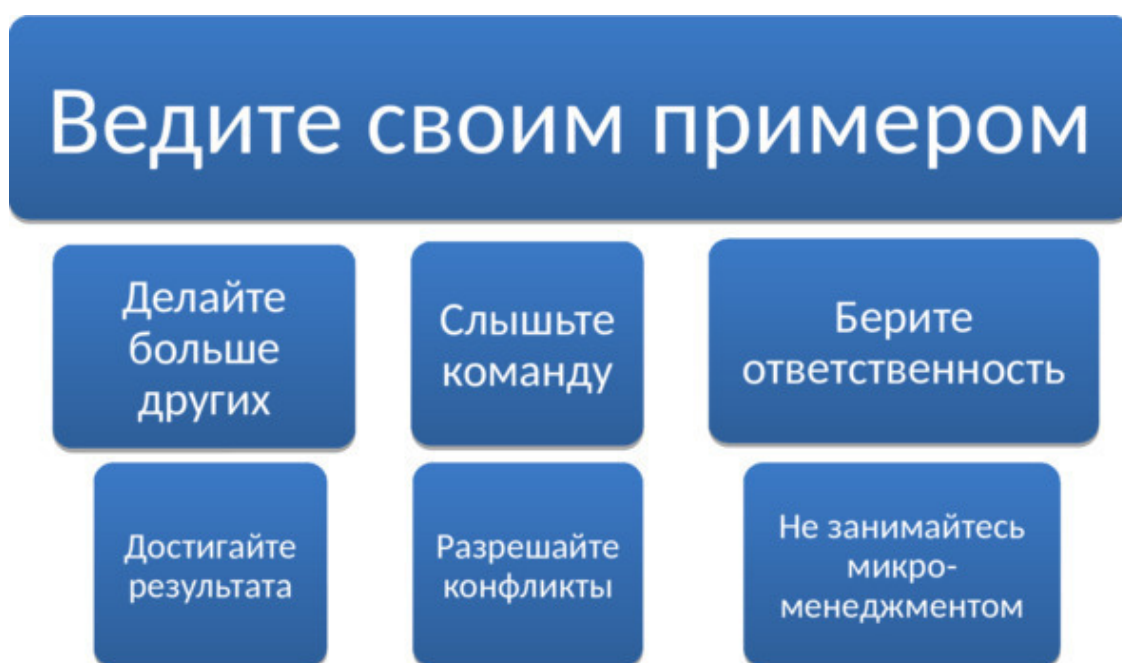 Ведите своим примером
Делайте
больше
других
Слышьте
команду
Берите
ответственность
Достигайте
результата
Разрешайте
конфликты
Не занимайтесь
микро-
менеджментом